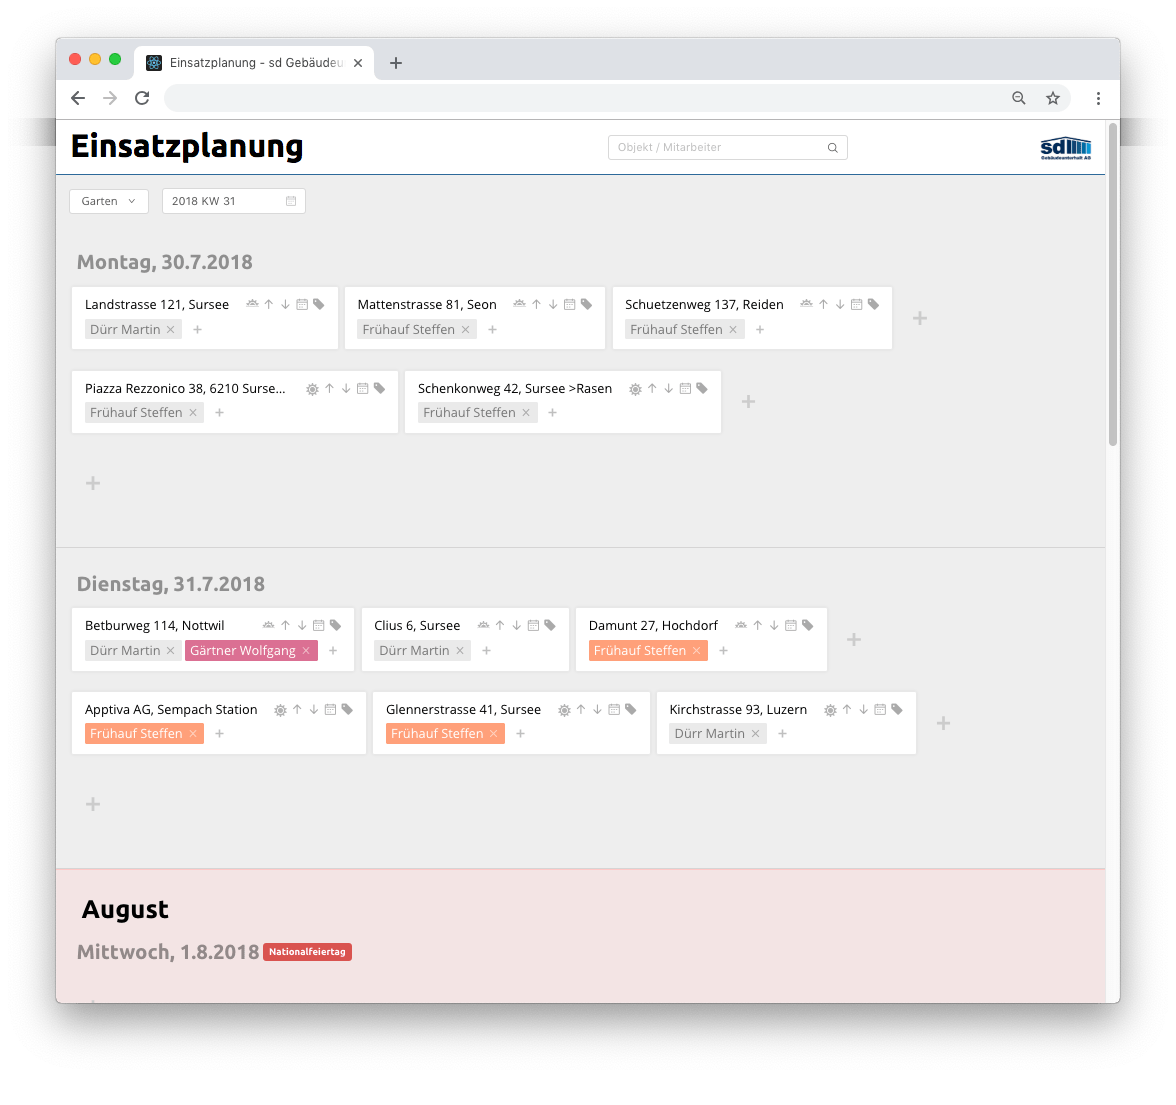 Einsatzplanung - sd Gebäudeu
Einsatzplanung
Objekt / Mitarbeiter
sd
Gebäudeunterhalt AG
Garten
2018 KW 31
Montag, 30.7.2018
Landstrasse 121, Sursee
Dürr Martin
Mattenstrasse 81, Seon
Frühauf Steffen
Schuetzenweg 137, Reiden
Frühauf Steffen
Piazza Rezzonico 38, 6210 Surse...
Frühauf Steffen
Schenkonweg 42, Sursee >Rasen
Frühauf Steffen
Dienstag, 31.7.2018
Betburweg 114, Nottwil
Dürr Martin Gärtner Wolfgang
Clius 6, Sursee
Dürr Martin
Damunt 27, Hochdorf
Frühauf Steffen
Apptiva AG, Sempach Station
Frühauf Steffen
Glennerstrasse 41, Sursee
Frühauf Steffen
Kirchstrasse 93, Luzern
Dürr Martin
August
Mittwoch, 1.8.2018 Nationalfeiertag